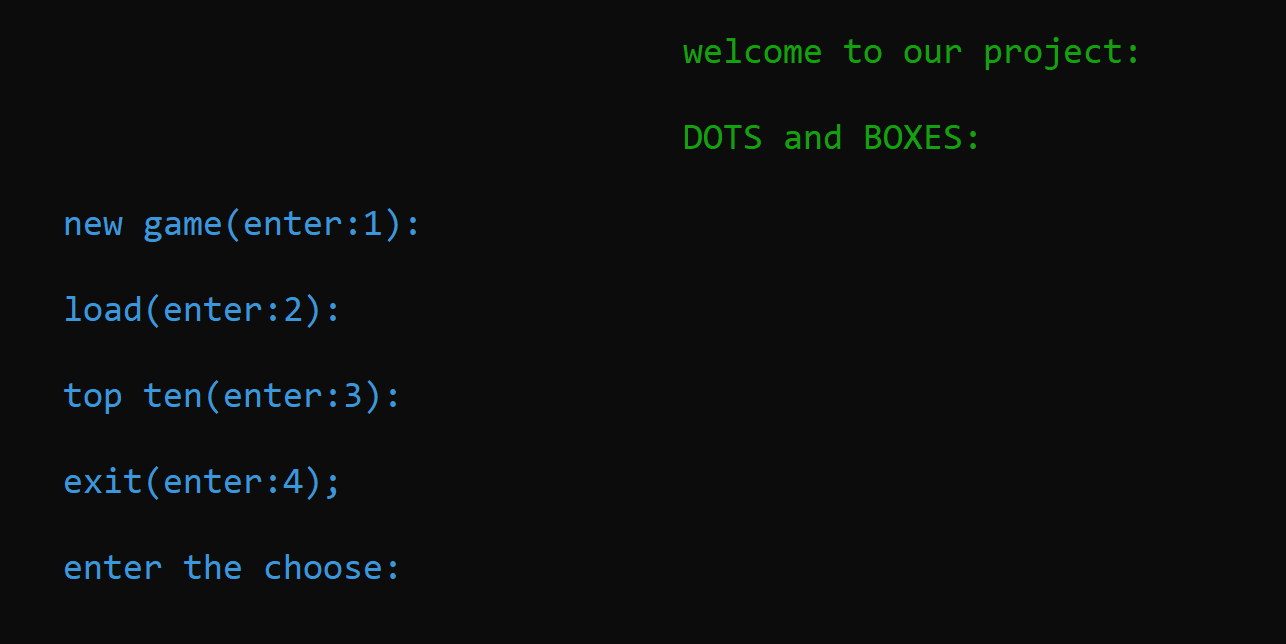 welcome to our project:
DOTS and BOXES:
new game(enter:1):
load(enter:2):
top ten(enter:3):
exit(enter:4);
enter the choose: